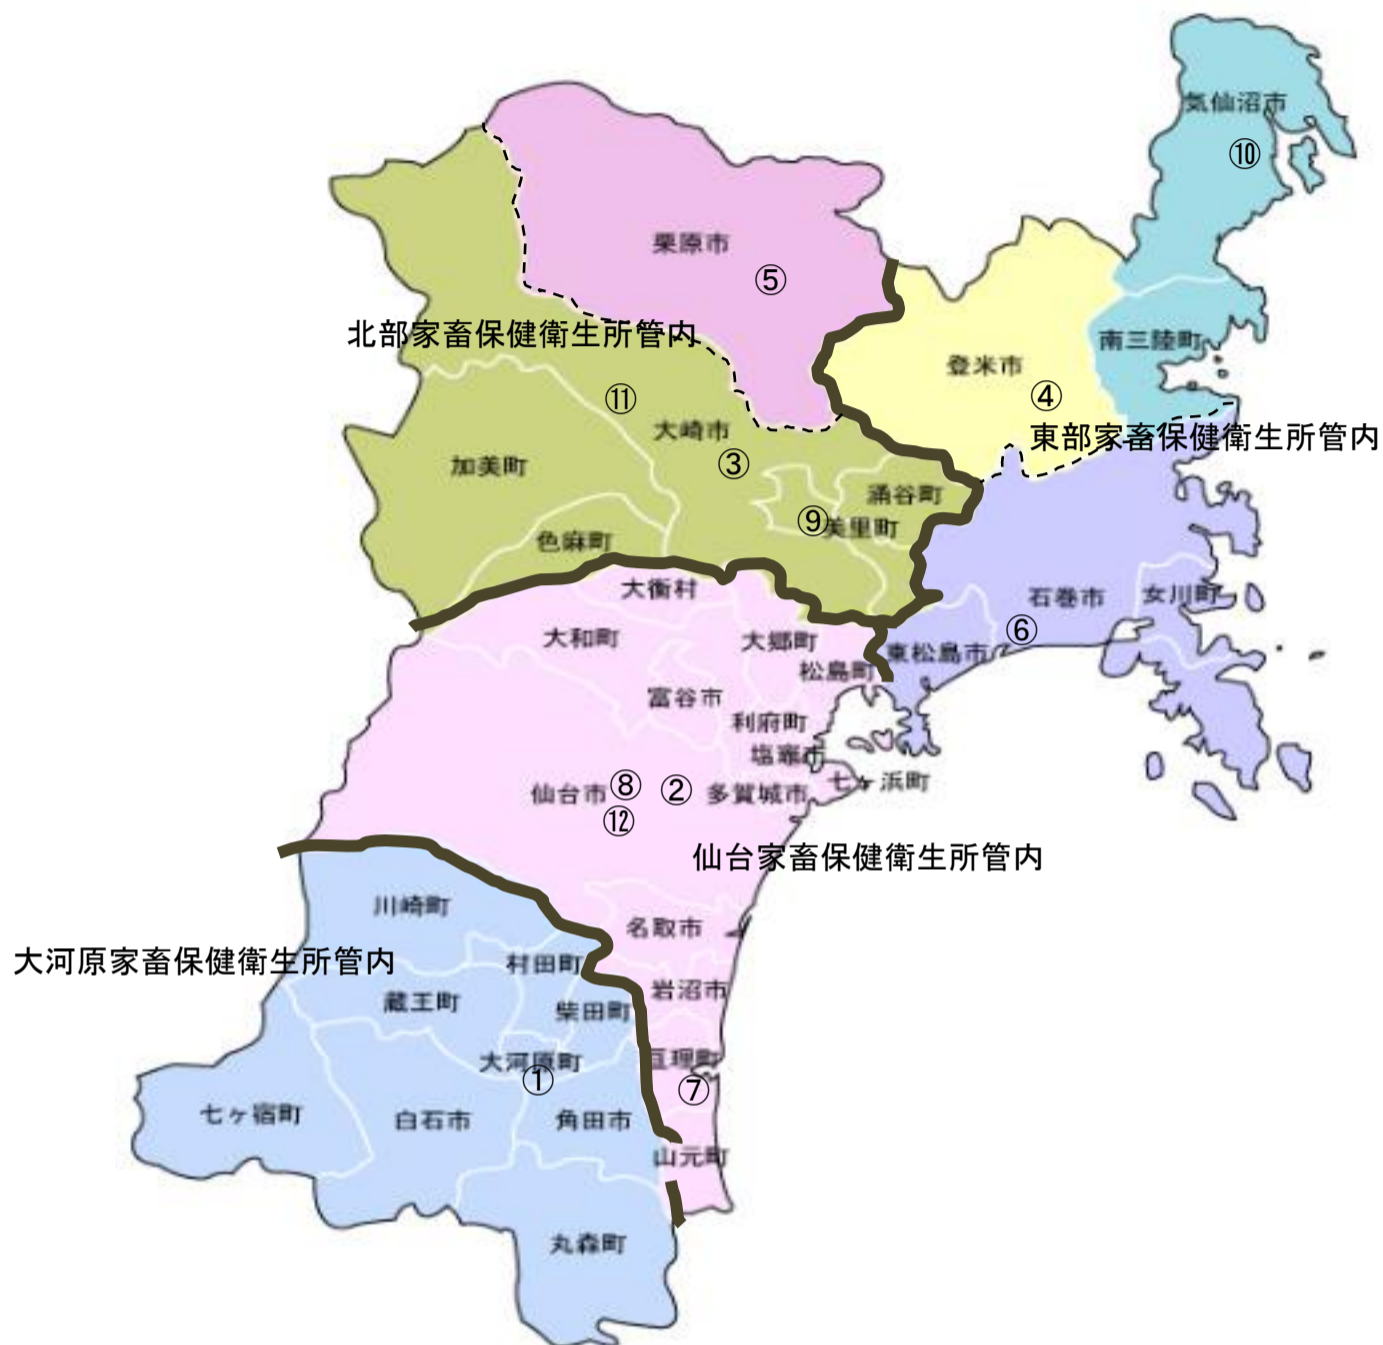 気仙沼市
⑩
栗原市
⑤
北部家畜保健衛生所管内
南三陸町
登米市
④
⑪
大崎市
東部家畜保健衛生所管内
加美町
③
涌谷町
⑨
美里町
色麻町
大衡村
石巻市
女川町
⑥
大和町
大郷町
東松島市
松島町
富谷市
利府町
塩竈市
七ヶ浜町
仙台市
⑧
②
多賀城市
⑫
仙台家畜保健衛生所管内
川崎町
名取市
大河原家畜保健衛生所管内
村田町
岩沼市
蔵王町
柴田町
大河原町
亘理町
①
⑦
七ヶ宿町
白石市
角田市
山元町
丸森町